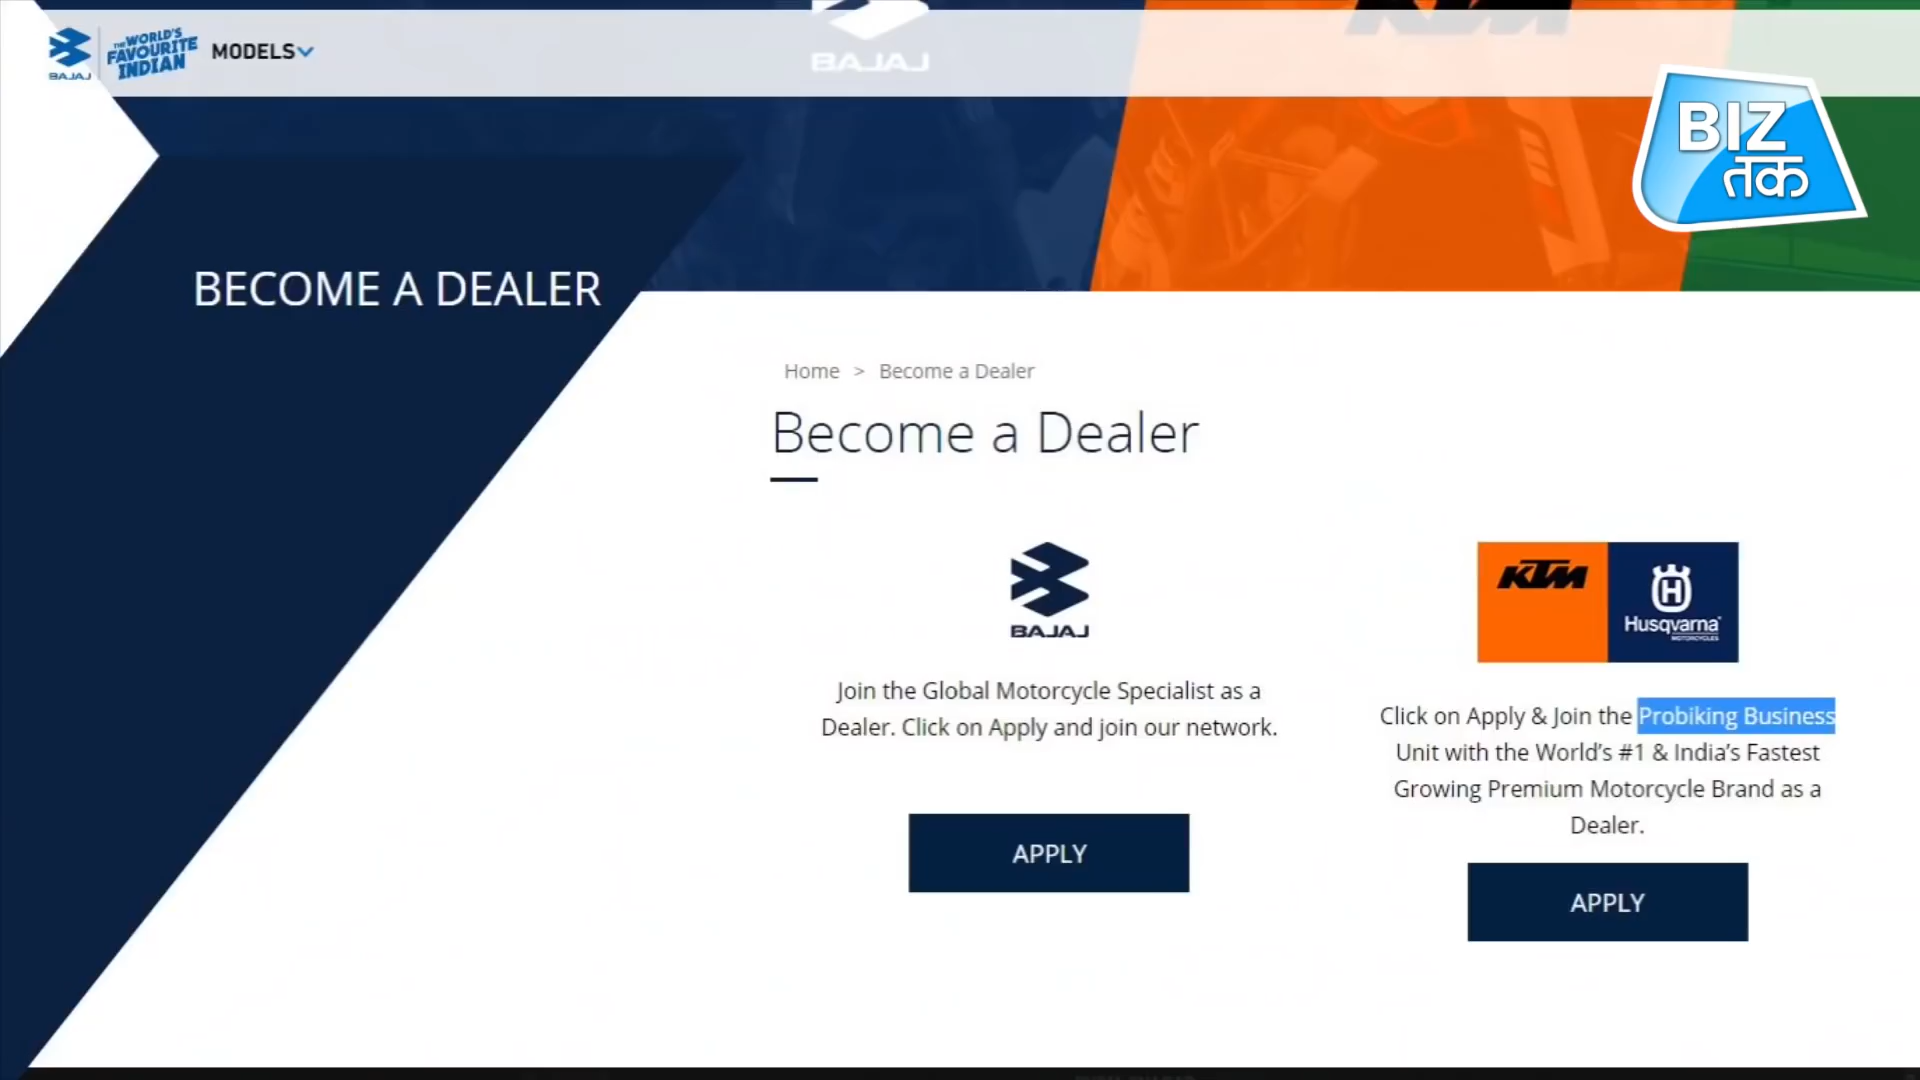 BAJAJ
THE WORLD'S
FAVOURITE
INDIAN
MODELS
BAJAJ
KTM
BIZ
तक
BECOME A DEALER
Home > Become a Dealer
Become a Dealer
BAJAJ
Join the Global Motorcycle Specialist as a
Dealer. Click on Apply and join our network.
APPLY
KTM
Husqvarna
MOTORCYCLES
Click on Apply & Join the Probiking Business
Unit with the World's #1 & India's Fastest
Growing Premium Motorcycle Brand as a
Dealer.
APPLY